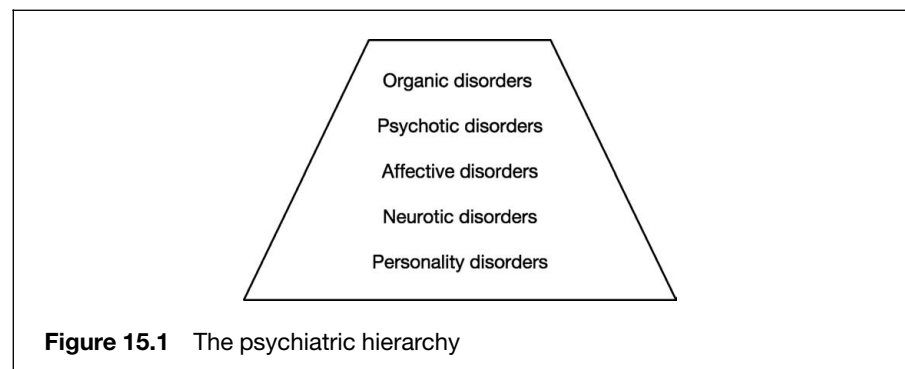 Organic disorders
Psychotic disorders
Affective disorders
Neurotic disorders
Personality disorders
Figure 15.1 The psychiatric hierarchy